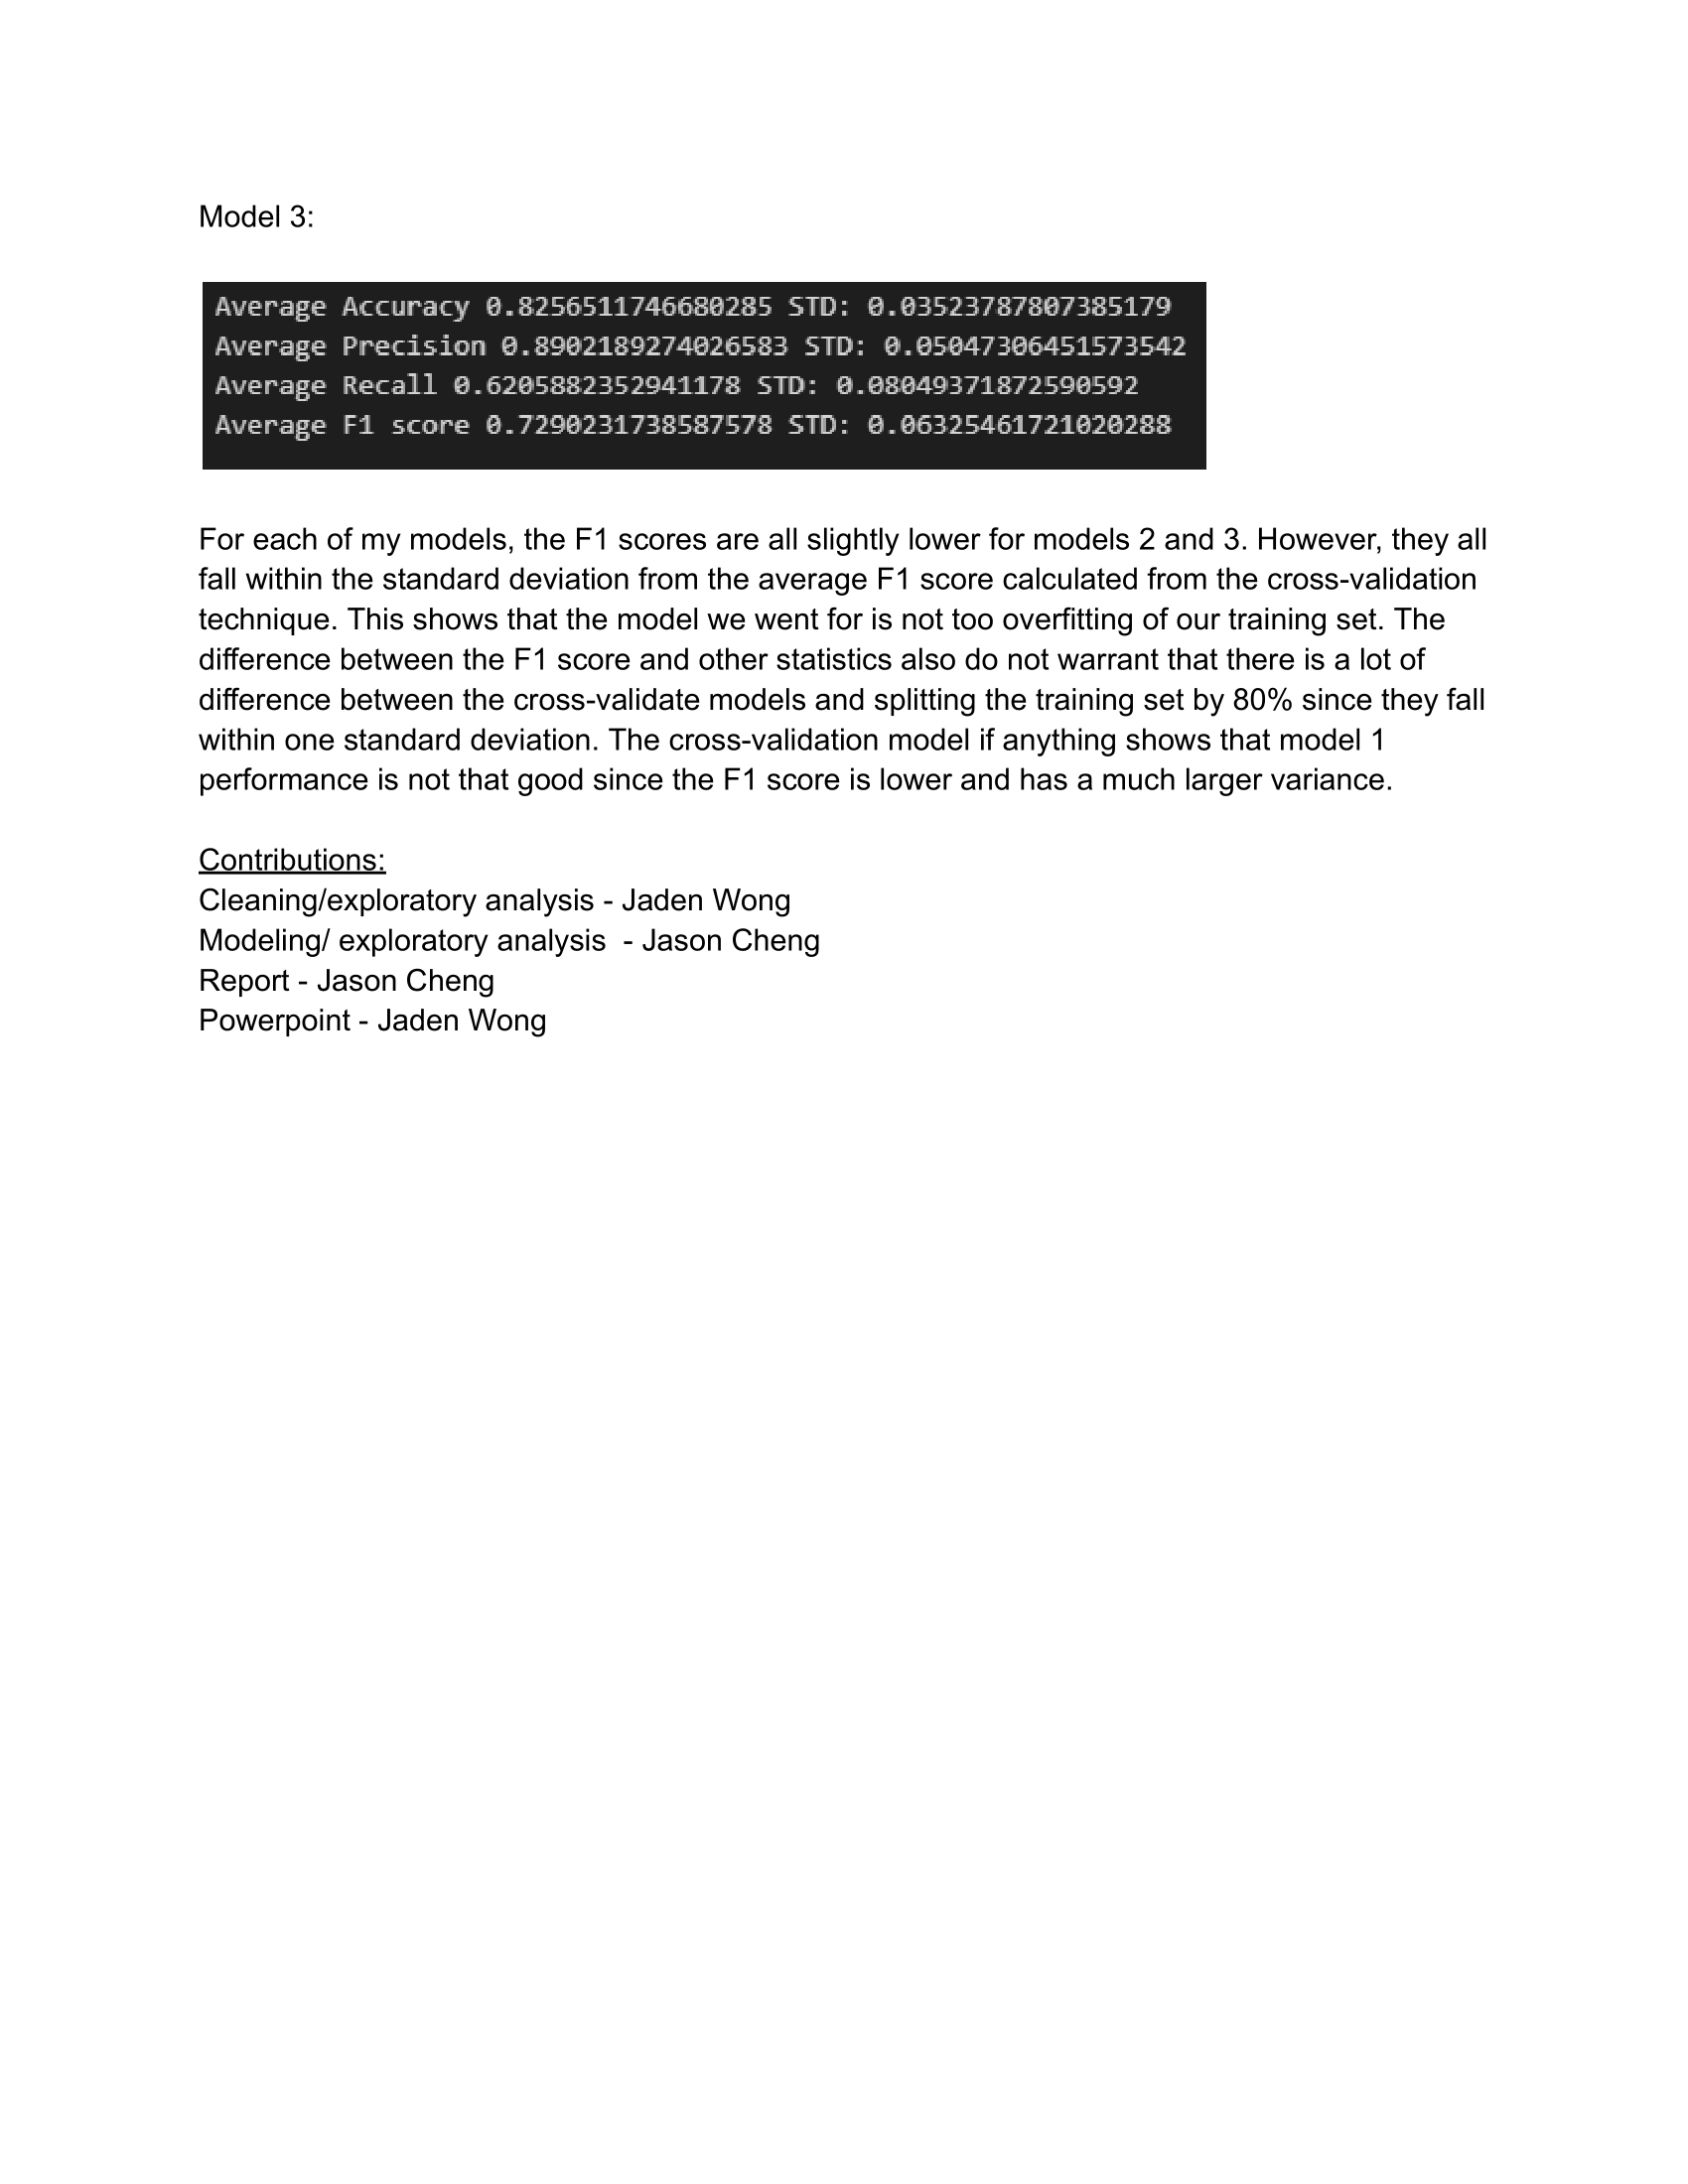 Model 3:
Average Accuracy 0.8256511746680285 STD: 0.03523787807385179
Average Precision 0.8902189274026583 STD: 0.05047306451573542
Average Recall 0.6205882352941178 STD: 0.08049371872590592
Average F1 score 0.7290231738587578 STD: 0.06325461721020288
For each of my models, the F1 scores are all slightly lower for models 2 and 3. However, they all
fall within the standard deviation from the average F1 score calculated from the cross-validation
technique. This shows that the model we went for is not too overfitting of our training set. The
difference between the F1 score and other statistics also do not warrant that there is a lot of
difference between the cross-validate models and splitting the training set by 80% since they fall
within one standard deviation. The cross-validation model if anything shows that model 1
performance is not that good since the F1 score is lower and has a much larger variance.
Contributions:
Cleaning/exploratory analysis - Jaden Wong
Modeling/ exploratory analysis  - Jason Cheng
Report - Jason Cheng
Powerpoint - Jaden Wong